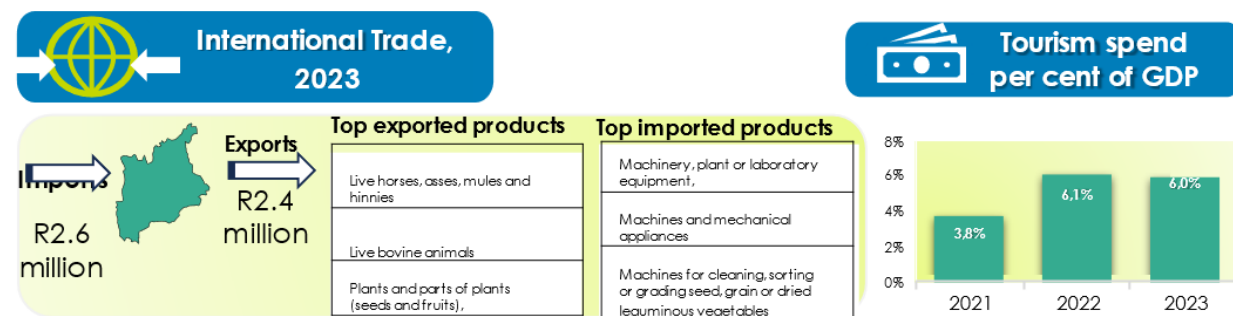 International Trade,
2023
Tourism spend
per cent of GDP
Imports
R2.6
million
Exports
R2.4
million
Top exported products
Live horses, asses, mules and
hinnies
Live bovine animals
Plants and parts of plants
(seeds and fruits),
Top imported products
Machinery, plant or laboratory
equipment,
Machines and mechanical
appliances
Machines for cleaning, sorting
or grading seed, grain or dried
leguminous vegetables
8%
6%
4%
2%
0%
3,8%
6,1%
6,0%
2021
2022
2023